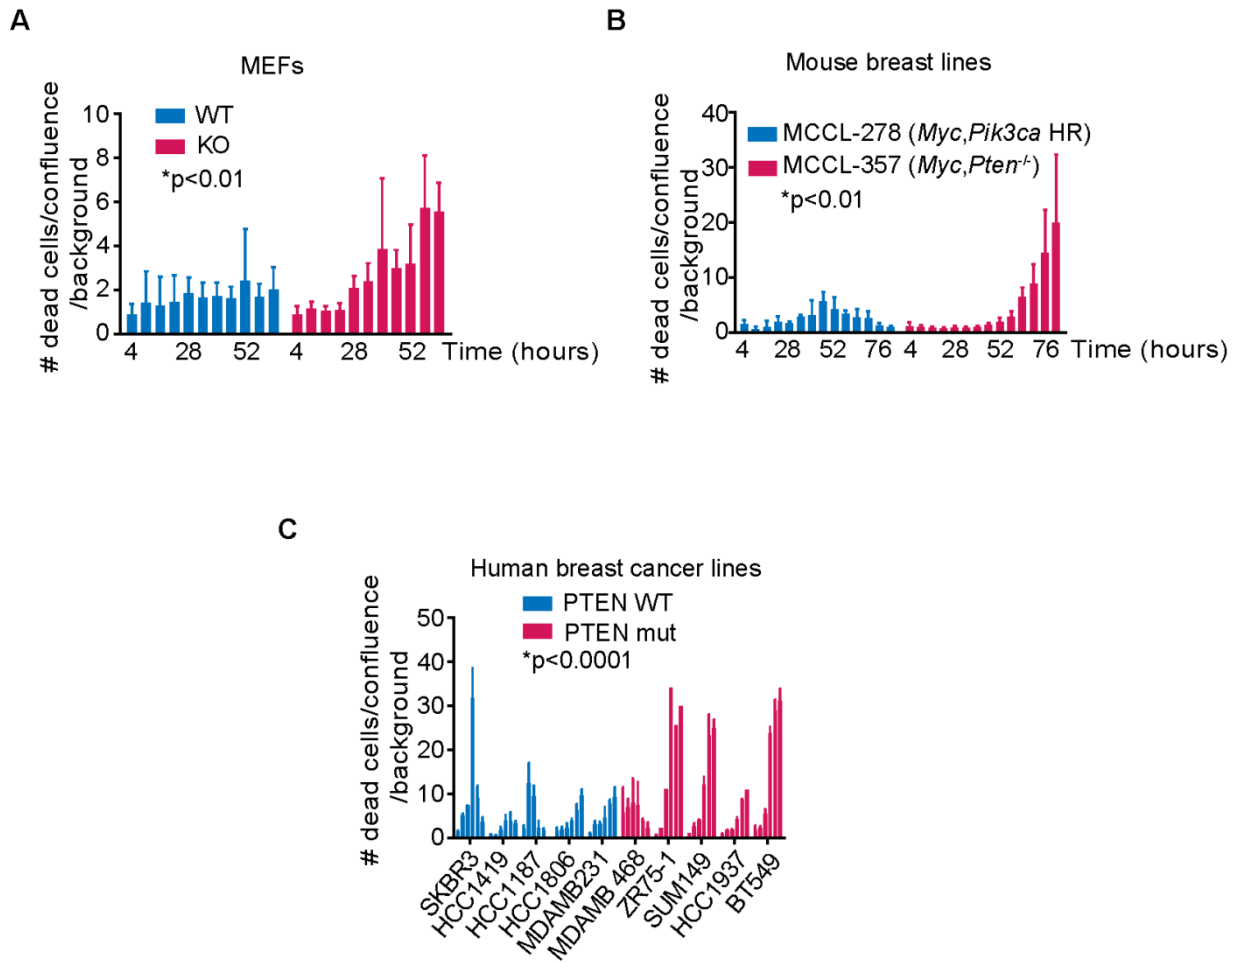 A
MEFs
# dead cells/confluence
/background
10
8
6
4
2
0
WT
KO
*p<0.01
4 28 52 4 28 52 Time (hours)
B
Mouse breast lines
# dead cells/confluence
/background
40
30
20
10
0
MCCL-278 (Myc,Pik3ca HR)
MCCL-357 (Myc,Pten-/-)
*p<0.01
4 28 52 76 4 28 52 76 Time (hours)
C
Human breast cancer lines
# dead cells/confluence
/background
50
40
30
20
10
0
PTEN WT
PTEN mut
*p<0.0001
SKBR3
HCC1419
HCC1187
HCC1806
MDAMB231
MDAMB 468
ZR75-1
SUM149
HCC1937
BT549